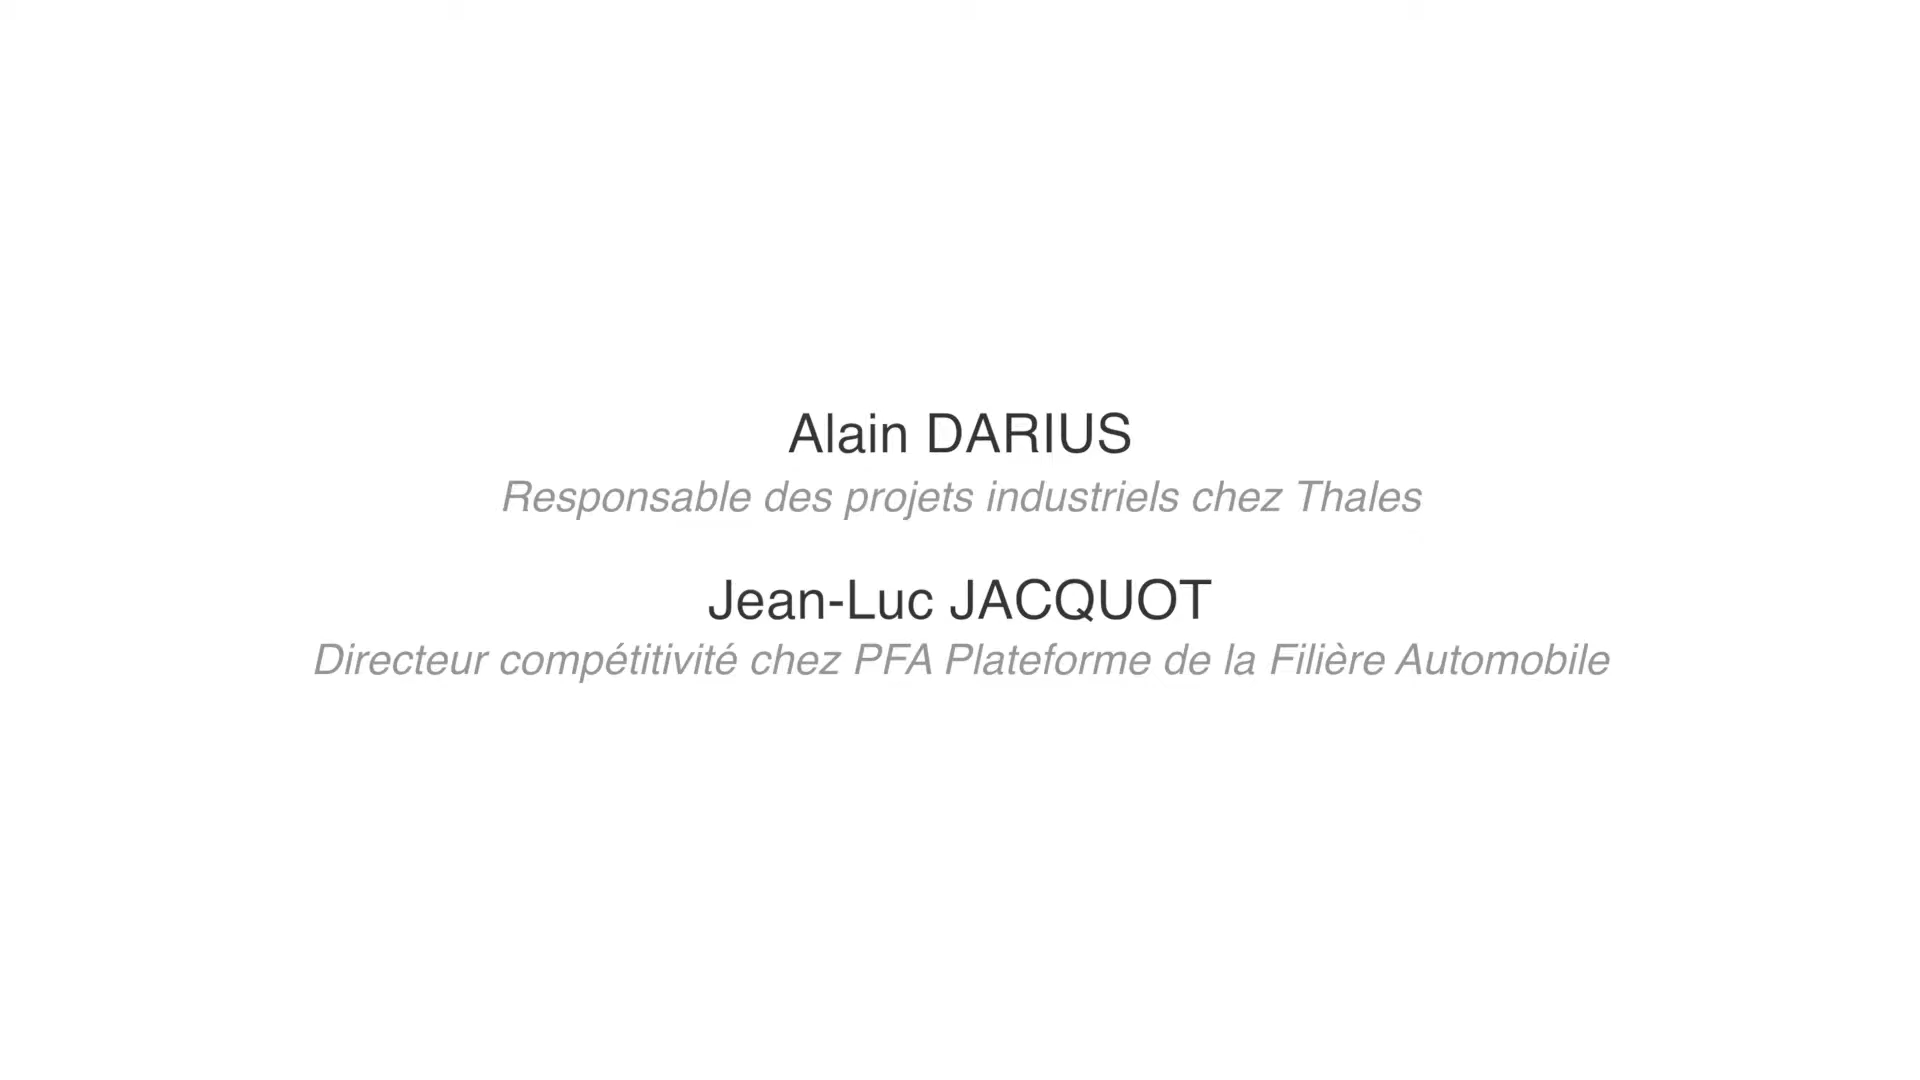 Alain DARIUS
Responsable des projets industriels chez Thales
Jean-Luc JACQUOT
Directeur compétitivité chez PFA Plateforme de la Filière Automobile